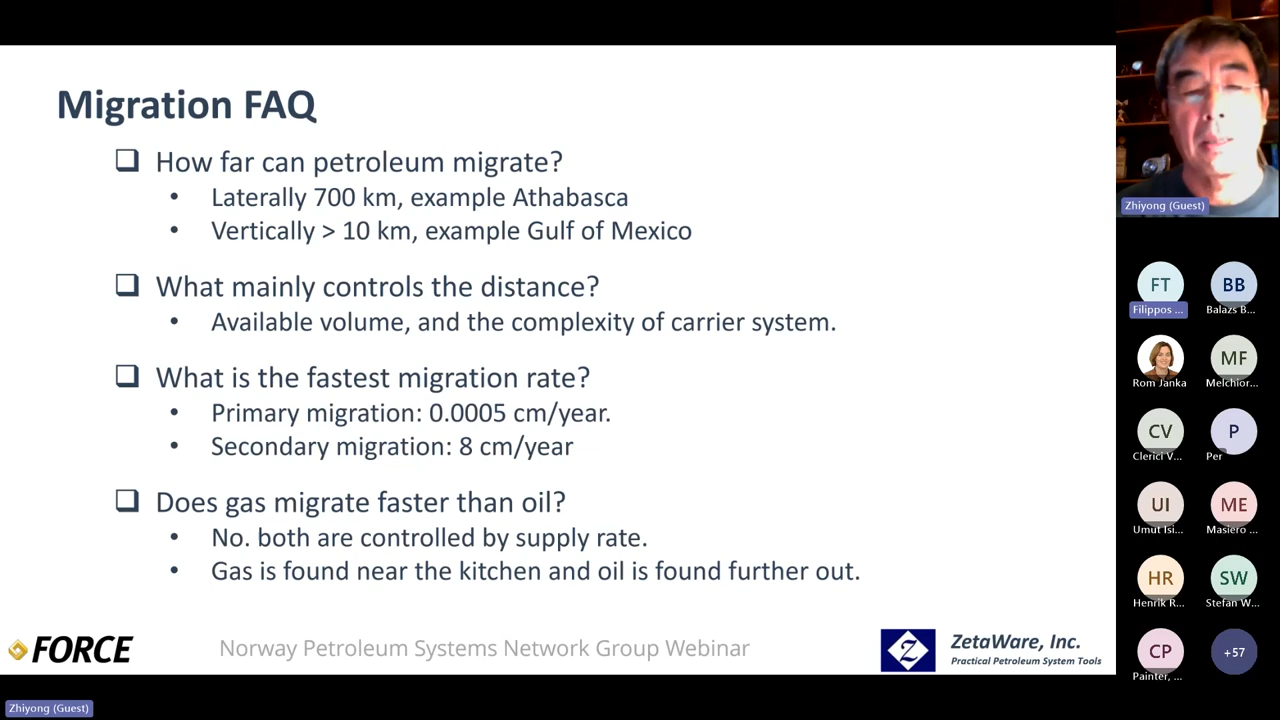 Migration FAQ
How far can petroleum migrate?
Laterally 700 km, example Athabasca
Vertically > 10 km, example Gulf of Mexico
What mainly controls the distance?
Available volume, and the complexity of carrier system.
What is the fastest migration rate?
Primary migration: 0.0005 cm/year.
Secondary migration: 8 cm/year
Does gas migrate faster than oil?
No. both are controlled by supply rate.
Gas is found near the kitchen and oil is found further out.
FORCE
Norway Petroleum Systems Network Group Webinar
Z
ZetaWare, Inc.
Practical Petroleum System Tools
Zhiyong (Guest)
Zhiyong (Guest)
FT
BB
Filippos ...
Balazs B...
MF
Rom Janka
Melchior...
CV
P
Clerici V...
Per
UI
ME
Umut Isi...
Masiero ...
HR
SW
Henrik R...
Stefan W...
CP
+57
Painter, ...